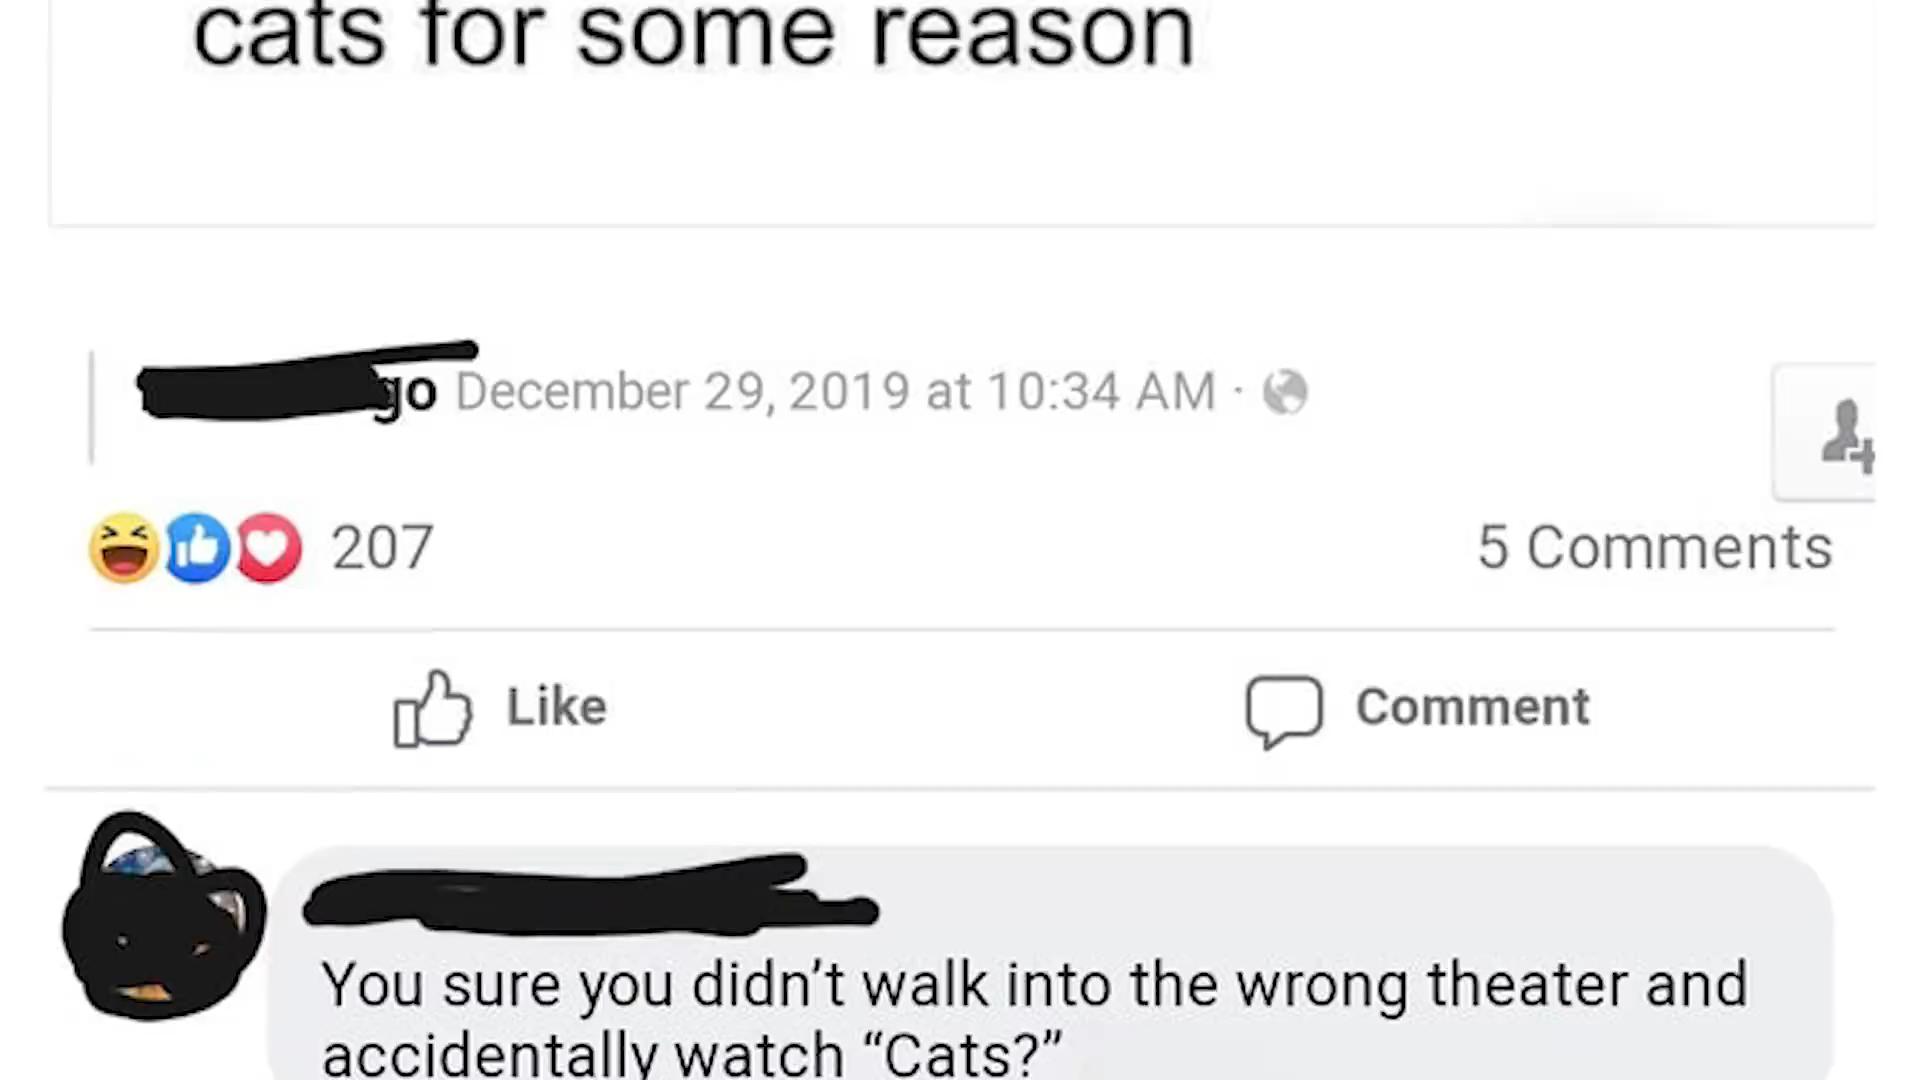 cats for some reason
go December 29, 2019 at 10:34 AM ·
207 5 Comments
Like Comment
You sure you didn’t walk into the wrong theater and
accidentally watch “Cats?”